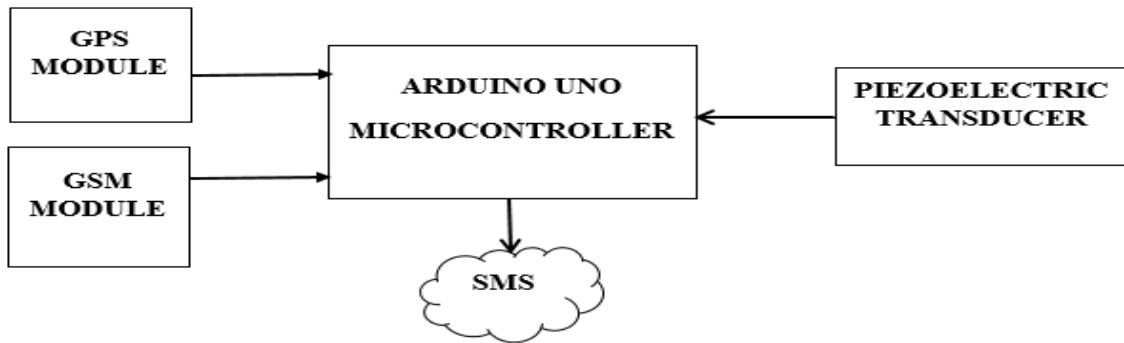 GPS
MODULE
ARDUINO UNO
MICROCONTROLLER
PIEZOELECTRIC
TRANSDUCER
GSM
MODULE
SMS